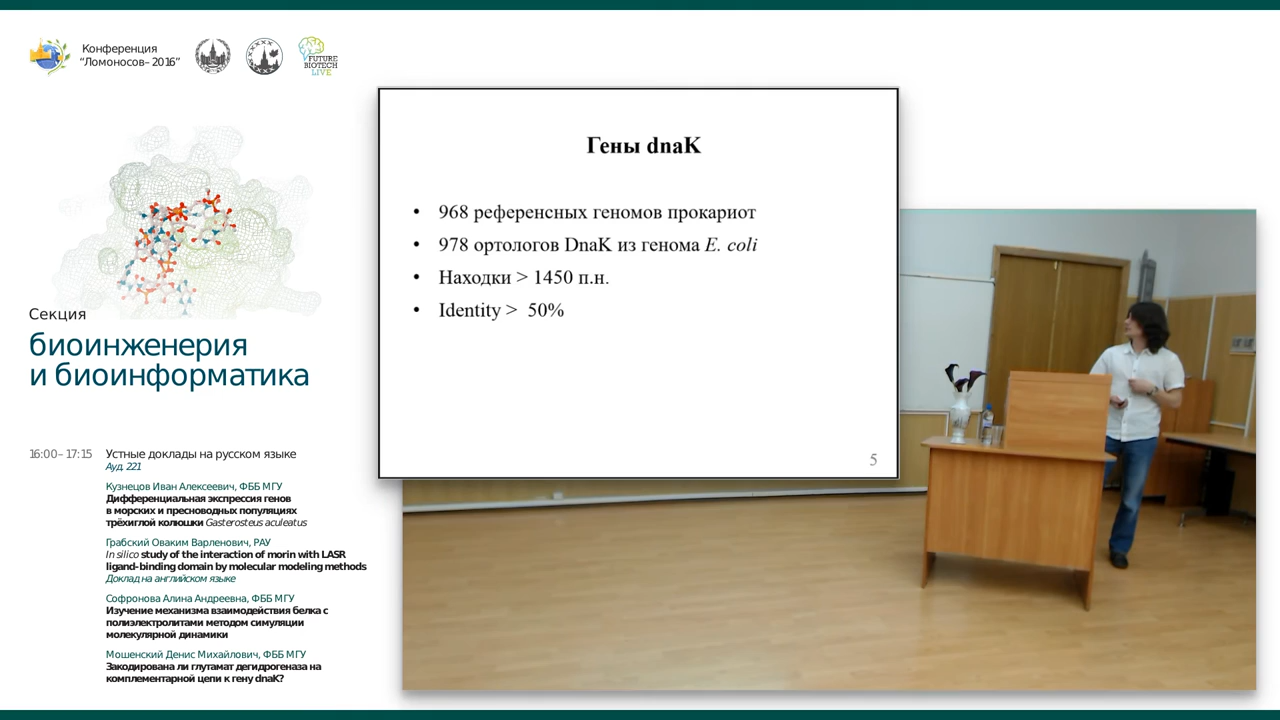 Конференция
“Ломоносов–2016”
FUTURE
BIOTECH
LIVE
Гены dnaK
• 968 референсных геномов прокариот
• 978 ортологов DnaK из генома E. coli
• Находки > 1450 п.н.
• Identity > 50%
5
Секция
биоинженерия
и биоинформатика
16:00–17:15 Устные доклады на русском языке
Ауд. 221
Кузнецов Иван Алексеевич, ФББ МГУ
Дифференциальная экспрессия генов
в морских и пресноводных популяциях
трёхиглой колюшки Gasterosteus aculeatus
Грабский Оваким Варленович, РАУ
In silico study of the interaction of morin with LASR
ligand-binding domain by molecular modeling methods
Доклад на английском языке
Софронова Алина Андреевна, ФББ МГУ
Изучение механизма взаимодействия белка с
полиэлектролитами методом симуляции
молекулярной динамики
Мошенский Денис Михайлович, ФББ МГУ
Закодирована ли глутамат дегидрогеназа на
комплементарной цепи к гену dnaK?